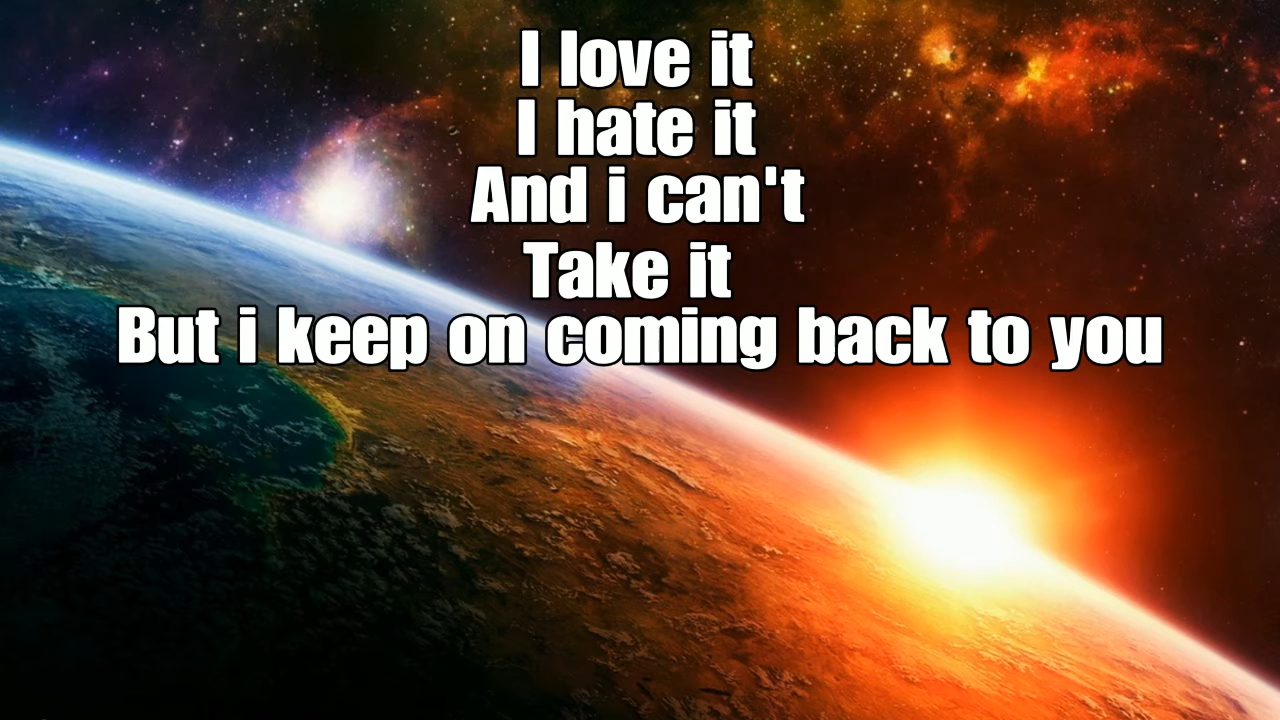 I love it
I hate it
And i can't
Take it
But i keep on coming back to you